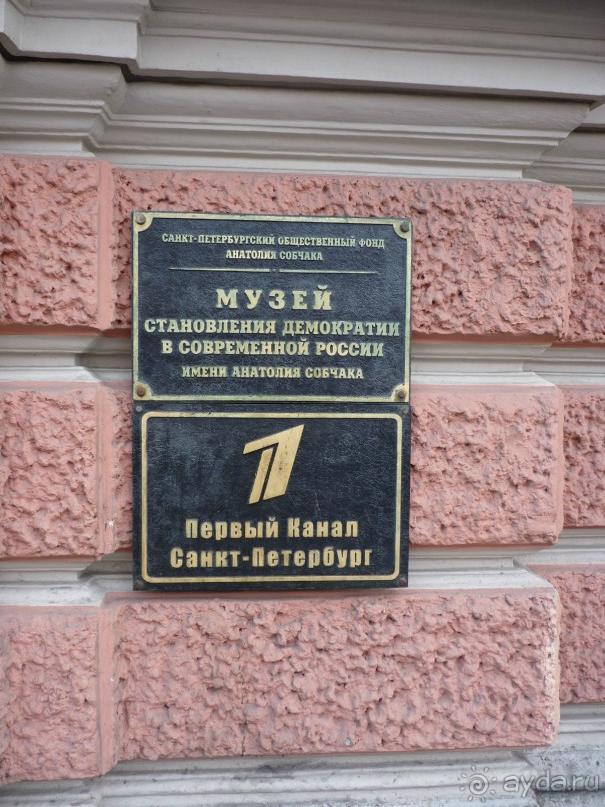 САНКТ-ПЕТЕРБУРГСКИЙ ОБЩЕСТВЕННЫЙ ФОНД
АНАТОЛИЯ СОБЧАКА
МУЗЕЙ
СТАНОВЛЕНИЯ ДЕМОКРАТИИ
В СОВРЕМЕННОЙ РОССИИ
ИМЕНИ АНАТОЛИЯ СОБЧАКА
1
Первый Канал
Санкт-Петербург
ayda.ru